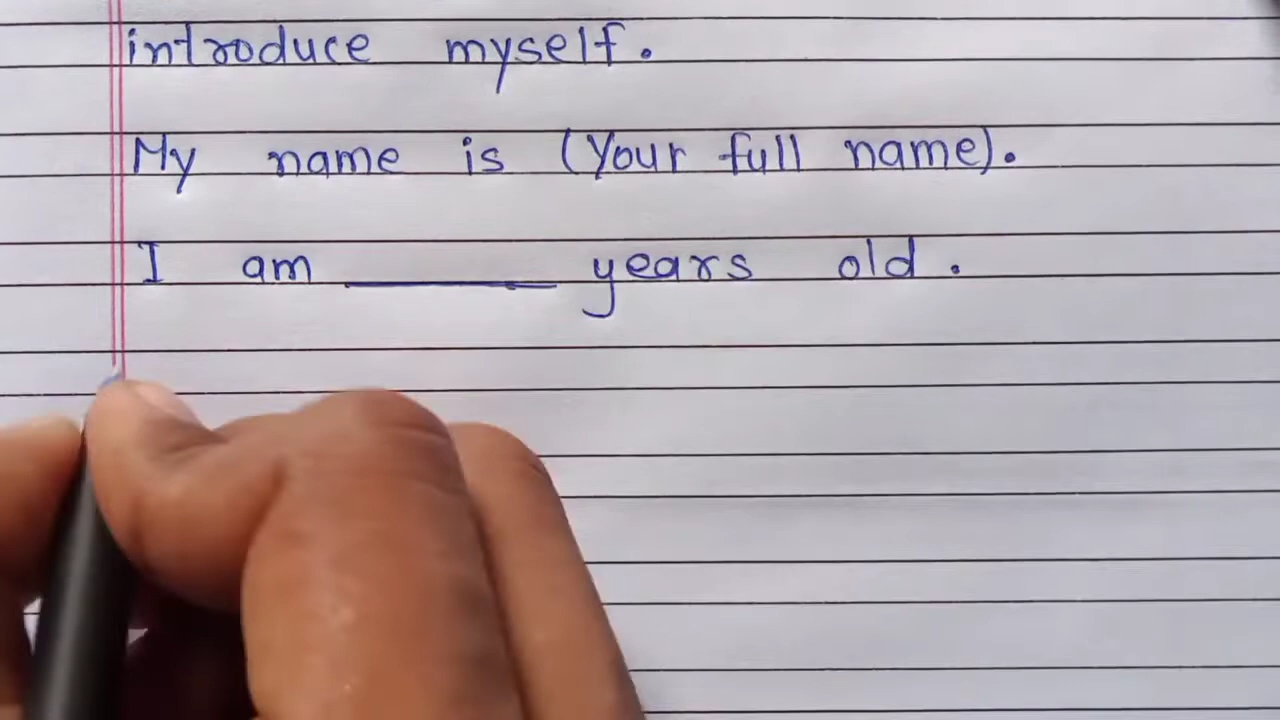 introduce myself.
My name is (Your full name).
I am ______ years old.